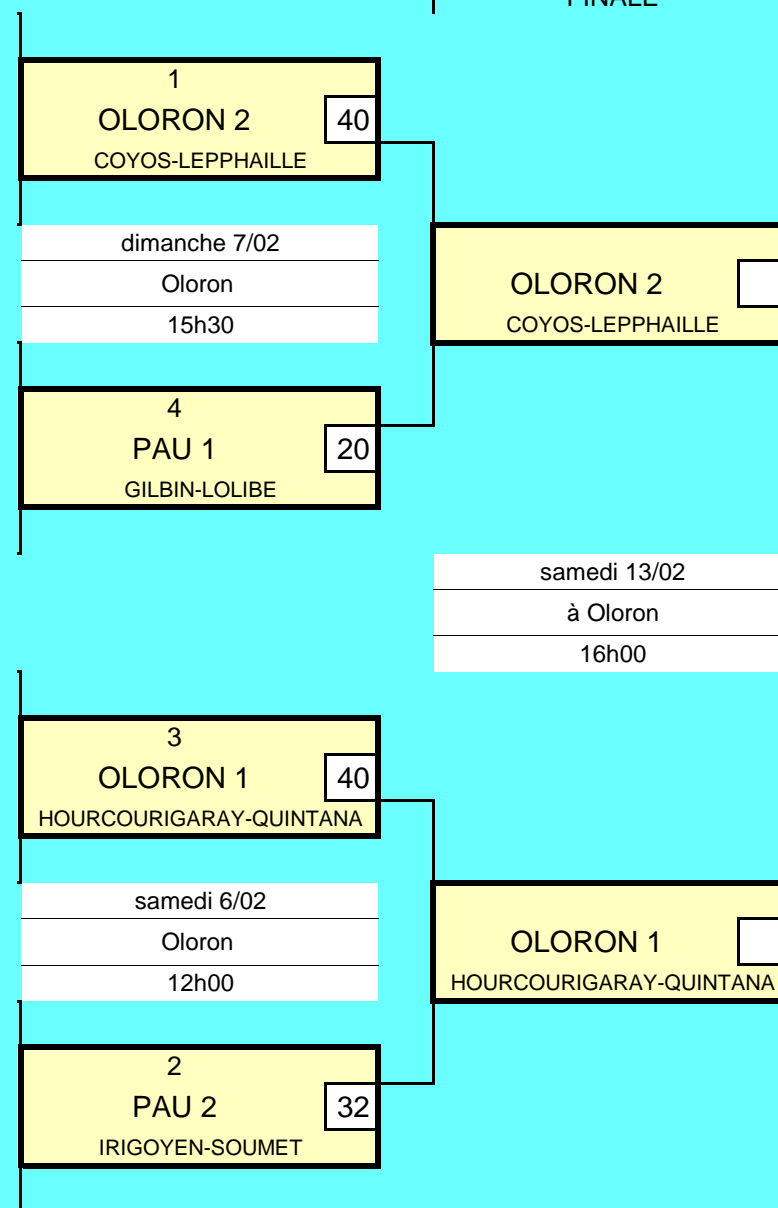 FINALE
1
OLORON 2
40
COYOS-LEPPHAILLE
dimanche 7/02
Oloron
15h30
OLORON 2
COYOS-LEPPHAILLE
4
PAU 1
20
GILBIN-LOLIBE
samedi 13/02
à Oloron
16h00
3
OLORON 1
40
HOURCOURIGARAY-QUINTANA
samedi 6/02
Oloron
12h00
OLORON 1
HOURCOURIGARAY-QUINTANA
2
PAU 2
32
IRIGOYEN-SOUMET